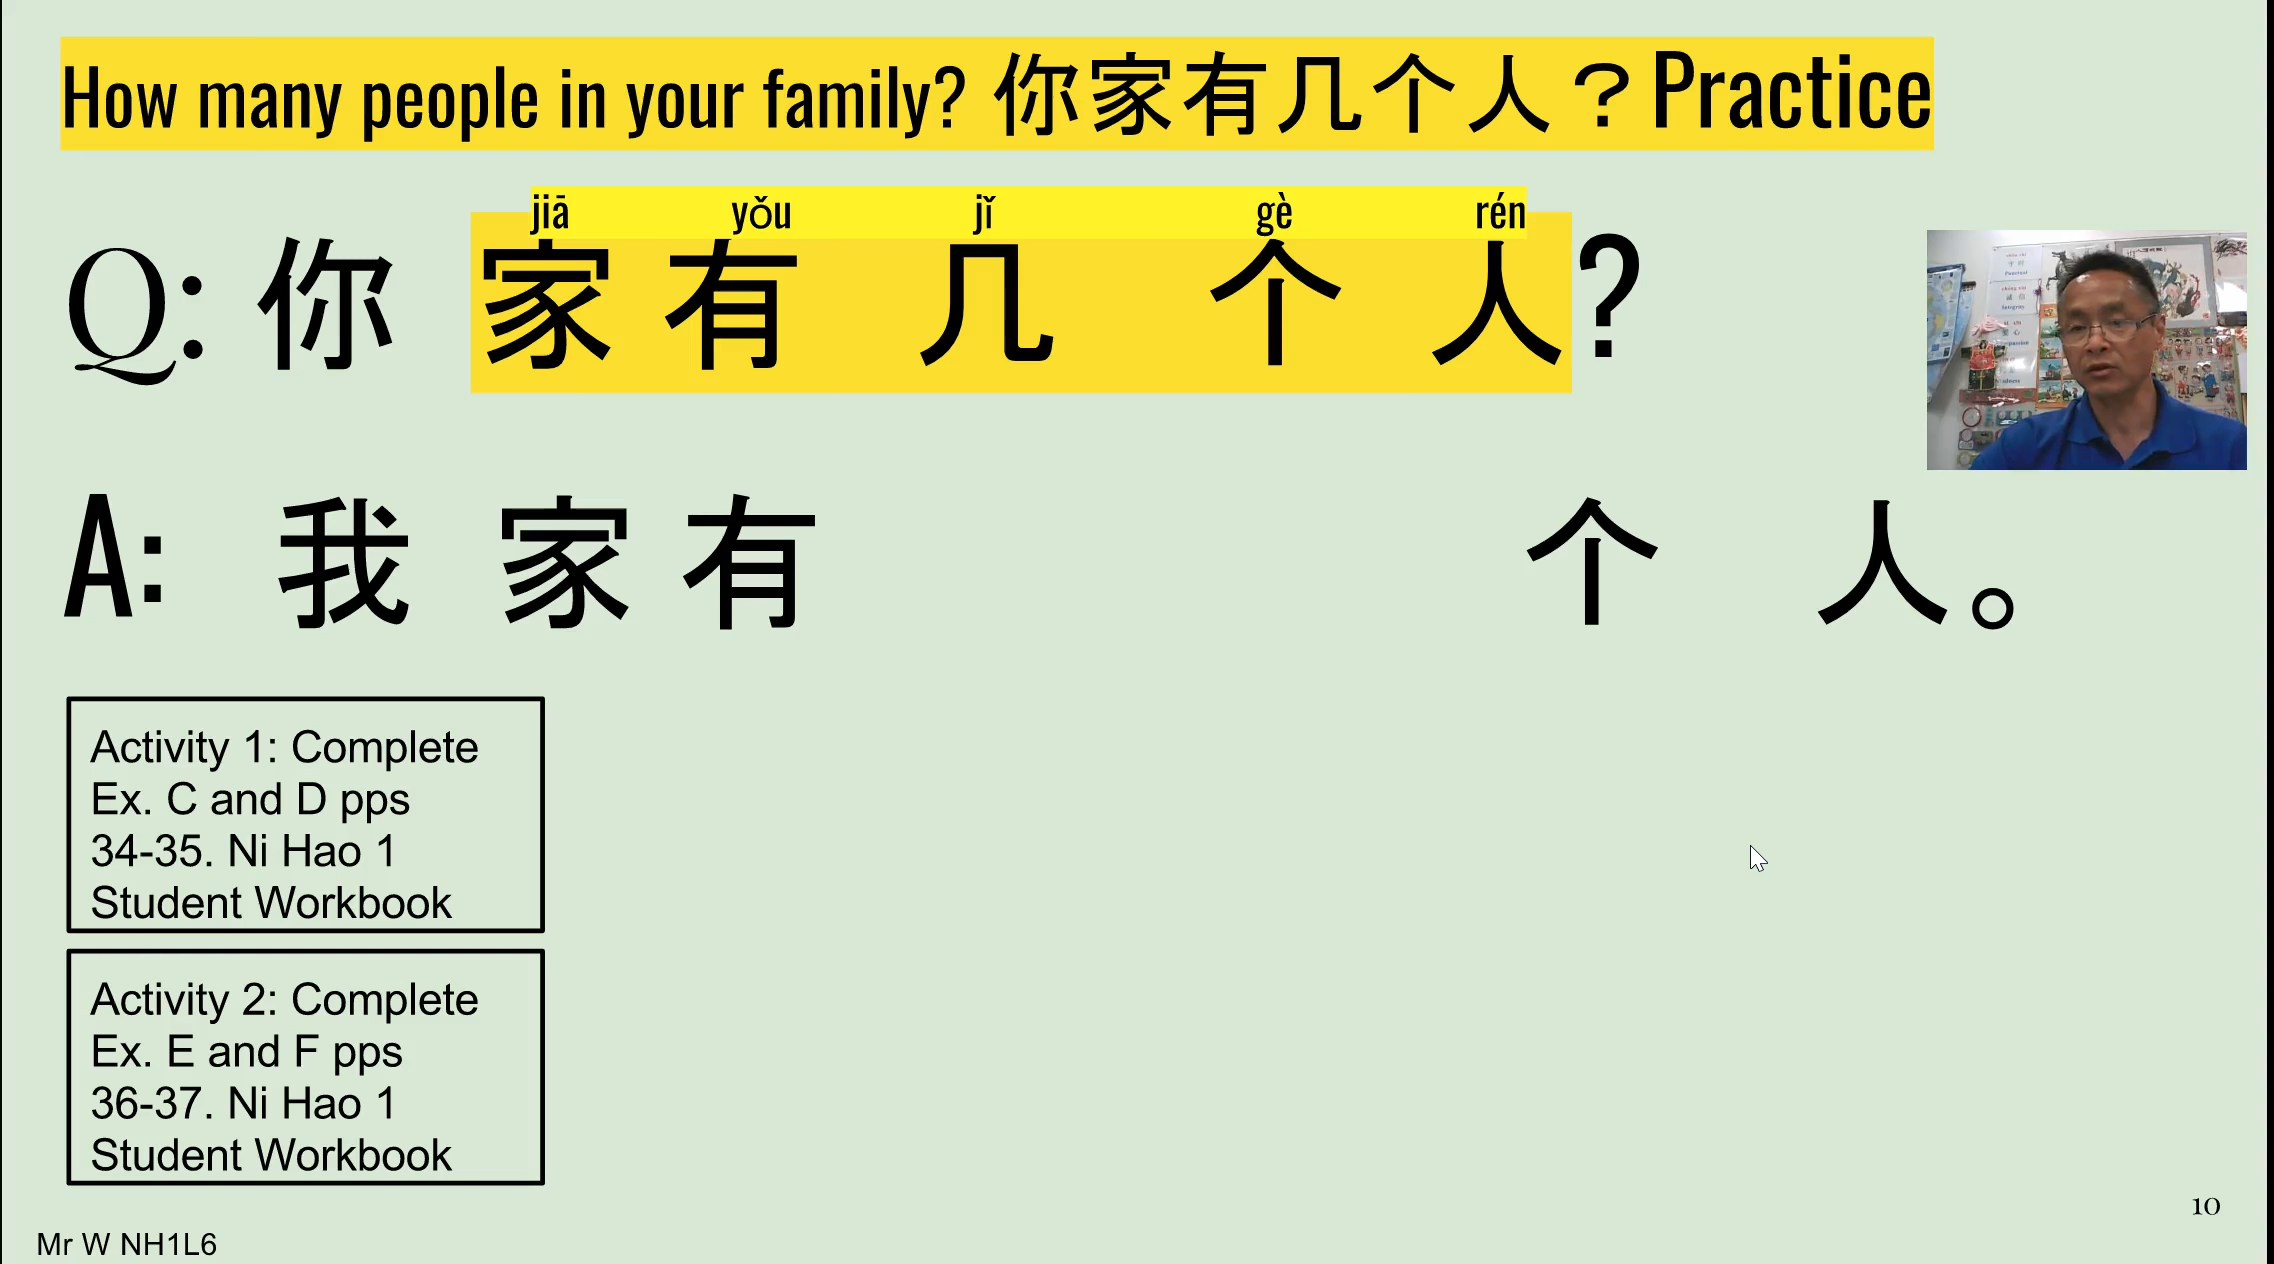 How many people in your family? 你家有几个人？Practice
jiā yǒu jǐ gè rén
Q: 你 家 有 几 个 人?
A: 我 家 有 个 人。
Activity 1: Complete
Ex. C and D pps
34-35. Ni Hao 1
Student Workbook
Activity 2: Complete
Ex. E and F pps
36-37. Ni Hao 1
Student Workbook
10
Mr W NH1L6